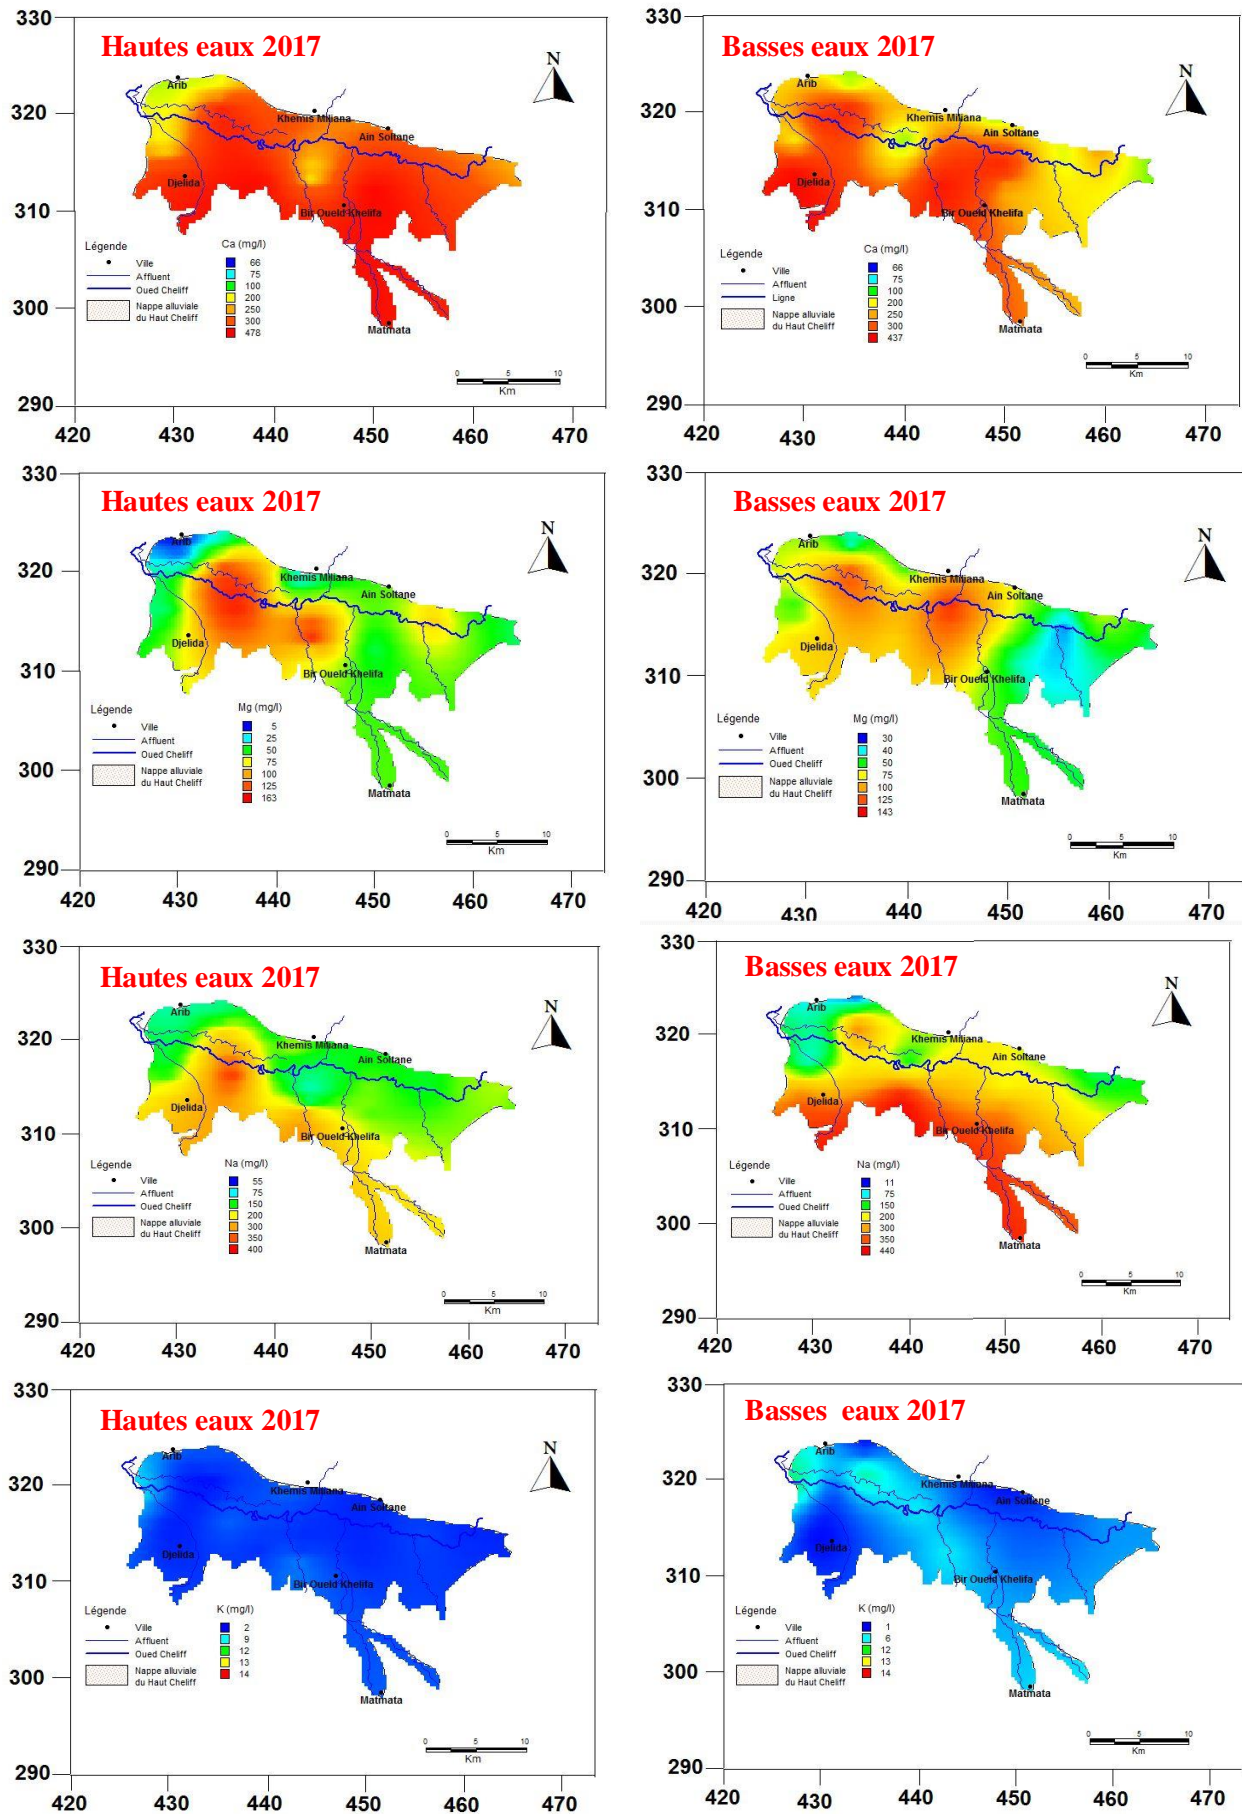 Hautes eaux 2017
N
Arib
Khemis Miliana
Ain Soltane
Djelida
Bir Oueld Khelifa
Matmata
Légende
Ville
Affluent
Oued Cheliff
Nappe alluviale
du Haut Cheliff
Ca (mg/l)
66
75
100
200
250
300
478
0 5 10
Km
330
320
310
300
290
420 430 440 450 460 470
Basses eaux 2017
N
Arib
Khemis Miliana
Ain Soltane
Djelida
Bir Oueld Khelifa
Matmata
Légende
Ville
Affluent
Ligne
Nappe alluviale
du Haut Cheliff
Ca (mg/l)
66
75
100
200
250
300
437
0 5 10
Km
330
320
310
300
290
420 430 440 450 460 470
Hautes eaux 2017
N
Arib
Khemis Miliana
Ain Soltane
Djelida
Bir Oueld Khelifa
Matmata
Légende
Ville
Affluent
Oued Cheliff
Nappe alluviale
du Haut Cheliff
Mg (mg/l)
5
25
50
75
100
125
163
0 5 10
Km
330
320
310
300
290
420 430 440 450 460 470
Basses eaux 2017
N
Arib
Khemis Miliana
Ain Soltane
Djelida
Bir Oueld Khelifa
Matmata
Légende
Ville
Affluent
Oued Cheliff
Nappe alluviale
du Haut Cheliff
Mg (mg/l)
30
40
50
75
100
125
143
0 5 10
Km
330
320
310
300
290
420 430 440 450 460 470
Hautes eaux 2017
N
Arib
Khemis Miliana
Ain Soltane
Djelida
Bir Oueld Khelifa
Matmata
Légende
Ville
Affluent
Oued Cheliff
Nappe alluviale
du Haut Cheliff
Na (mg/l)
55
75
150
200
300
350
400
0 5 10
Km
330
320
310
300
290
420 430 440 450 460 470
Basses eaux 2017
N
Arib
Khemis Miliana
Ain Soltane
Djelida
Bir Oueld Khelifa
Matmata
Légende
Ville
Affluent
Oued Cheliff
Nappe alluviale
du Haut Cheliff
Na (mg/l)
11
75
150
200
300
350
440
0 5 10
Km
330
320
310
300
290
420 430 440 450 460 470
Hautes eaux 2017
N
Arib
Khemis Miliana
Ain Soltane
Djelida
Bir Oueld Khelifa
Matmata
Légende
Ville
Affluent
Oued Cheliff
Nappe alluviale
du Haut Cheliff
K (mg/l)
2
9
12
13
14
0 5 10
Km
330
320
310
300
290
420 430 440 450 460 470
Basses eaux 2017
N
Arib
Khemis Miliana
Ain Soltane
Djelida
Bir Oueld Khelifa
Matmata
Légende
Ville
Affluent
Oued Cheliff
Nappe alluviale
du Haut Cheliff
K (mg/l)
1
6
12
13
14
0 5 10
Km
330
320
310
300
290
420 430 440 450 460 470